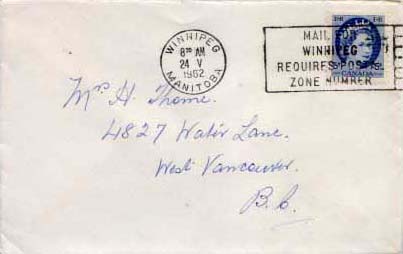 WINNIPEG
8³⁰ AM
24 V
1962
MANITOBA
MAIL FOR
WINNIPEG
REQUIRES POSTAL
ZONE NUMBER
CANADA
Mrs H. Thorne.
4827 Water Lane.
West Vancouver.
B.C.